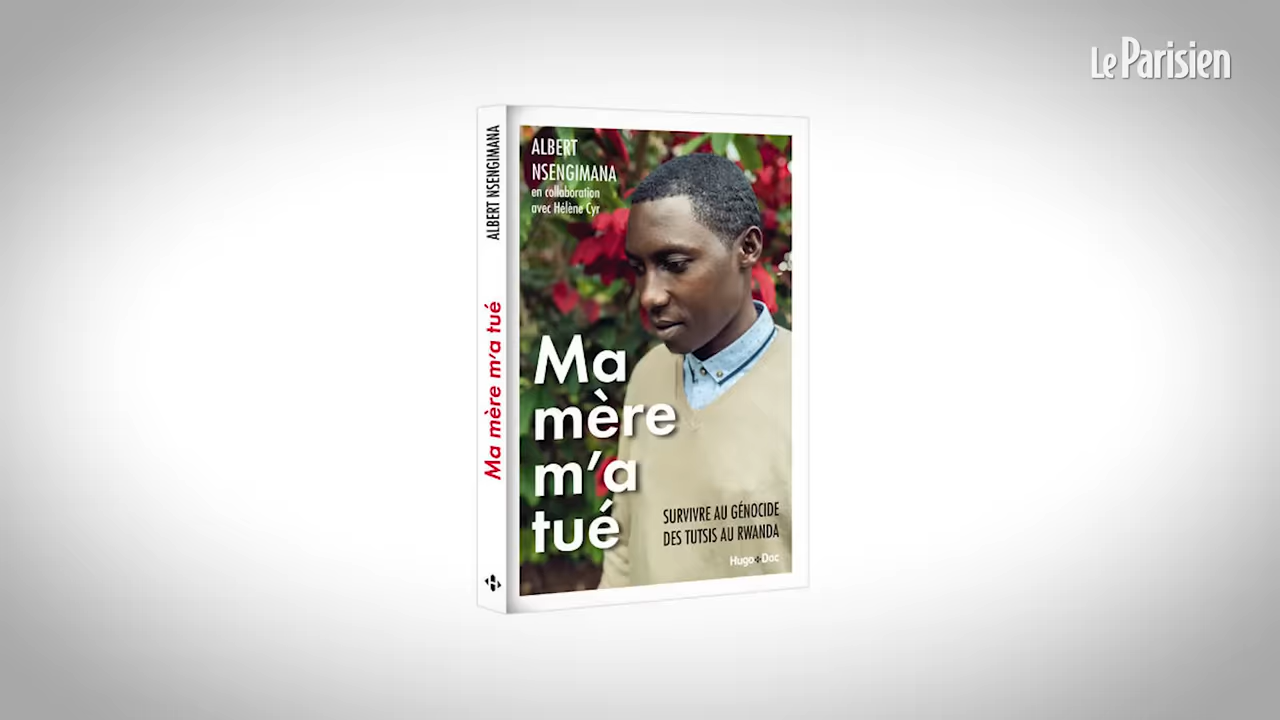 Le Parisien
ALBERT NSENGIMANA
Ma mère m'a tué
ALBERT
NSENGIMANA
en collaboration
avec Hélène Cyr
Ma
mère
m'a
tué
SURVIVRE AU GÉNOCIDE
DES TUTSIS AU RWANDA
Hugo Doc